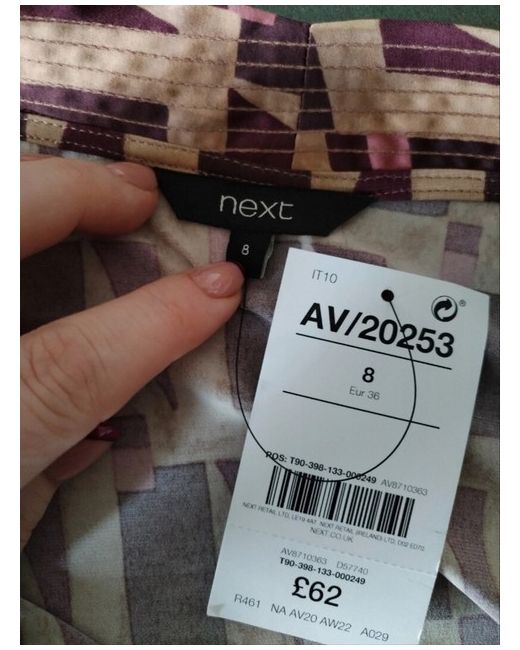 next
8
IT10
®
AV/20253
8
Eur 36
POS: T90-398-133-000249 AV8710363
NEXT RETAIL LTD, LE19 4AT. NEXT RETAIL (IRELAND) LTD,
NEXT.CO.UK
AV8710363 D57740
T90-398-133-000249
£62
R461 NA AV20 AW22 A029